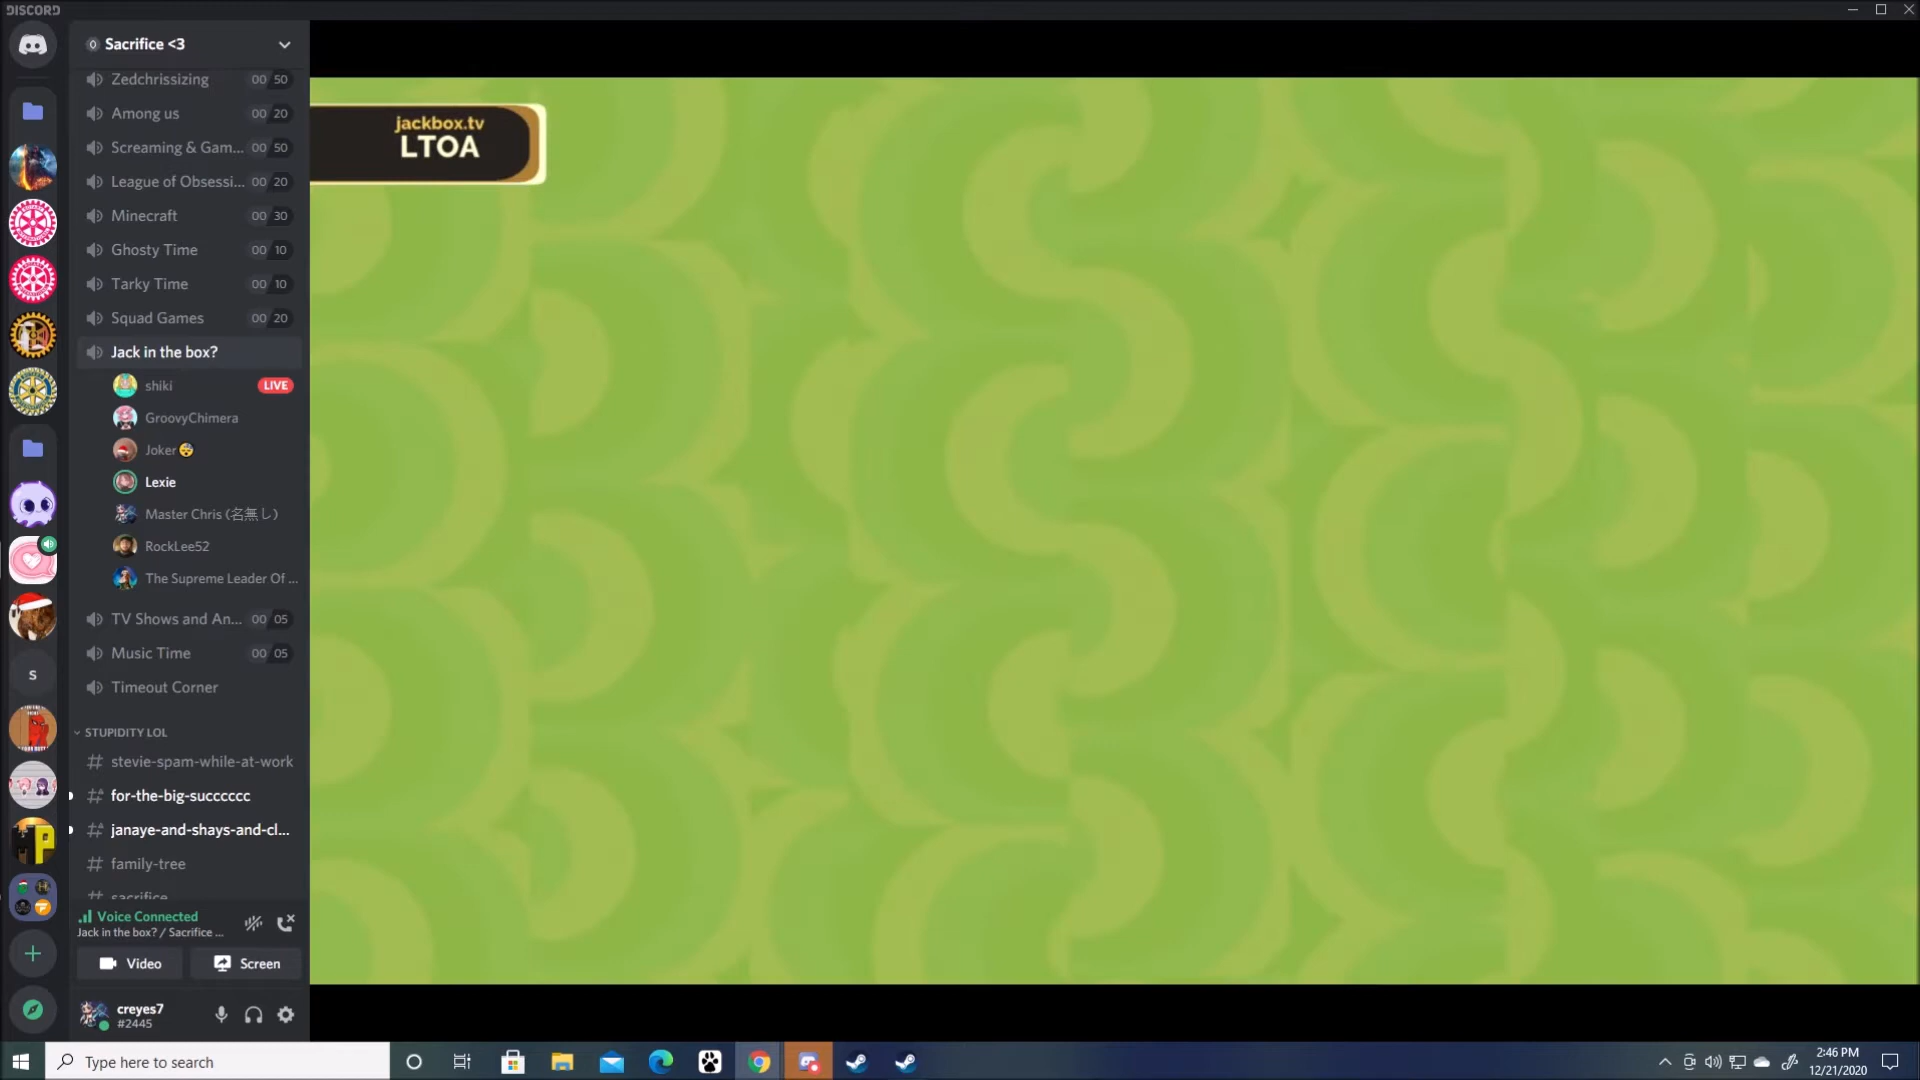 DISCORD
Sacrifice <3
Zedchrissizing 00 50
Among us 00 20
Screaming & Gam... 00 50
League of Obsessi... 00 20
Minecraft 00 30
Ghosty Time 00 10
Tarky Time 00 10
Squad Games 00 20
Jack in the box?
shiki LIVE
GroovyChimera
Joker
Lexie
Master Chris (名無し)
RockLee52
The Supreme Leader Of ...
TV Shows and An... 00 05
Music Time 00 05
Timeout Corner
STUPIDITY LOL
stevie-spam-while-at-work
for-the-big-succcccc
janaye-and-shays-and-cl...
family-tree
sacrifice
Voice Connected
Jack in the box? / Sacrifice ...
Video Screen
creyes7
#2445
S
jackbox.tv
LTOA
Type here to search
2:46 PM
12/21/2020